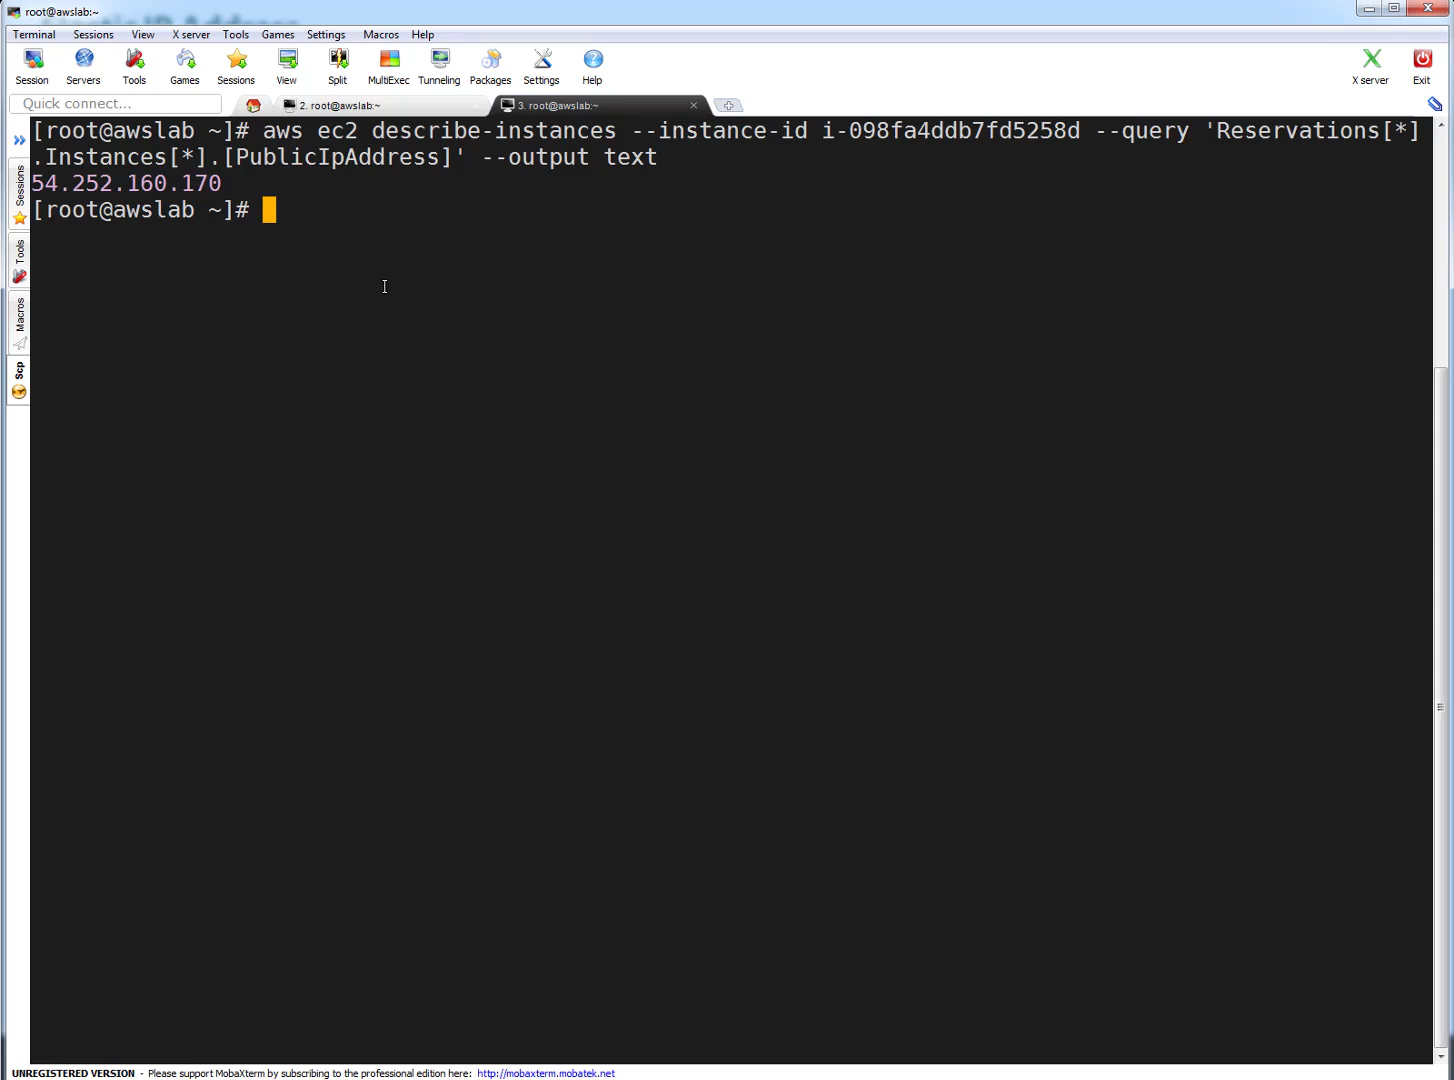 root@awslab:~
Terminal Sessions View X server Tools Games Settings Macros Help
Session Servers Tools Games Sessions View Split MultiExec Tunneling Packages Settings Help X server Exit
Quick connect... 2. root@awslab:~ 3. root@awslab:~
[root@awslab ~]# aws ec2 describe-instances --instance-id i-098fa4ddb7fd5258d --query 'Reservations[*]
.Instances[*].[PublicIpAddress]' --output text
54.252.160.170
[root@awslab ~]#
Sessions
Tools
Macros
Scp
UNREGISTERED VERSION - Please support MobaXterm by subscribing to the professional edition here: http://mobaxterm.mobatek.net